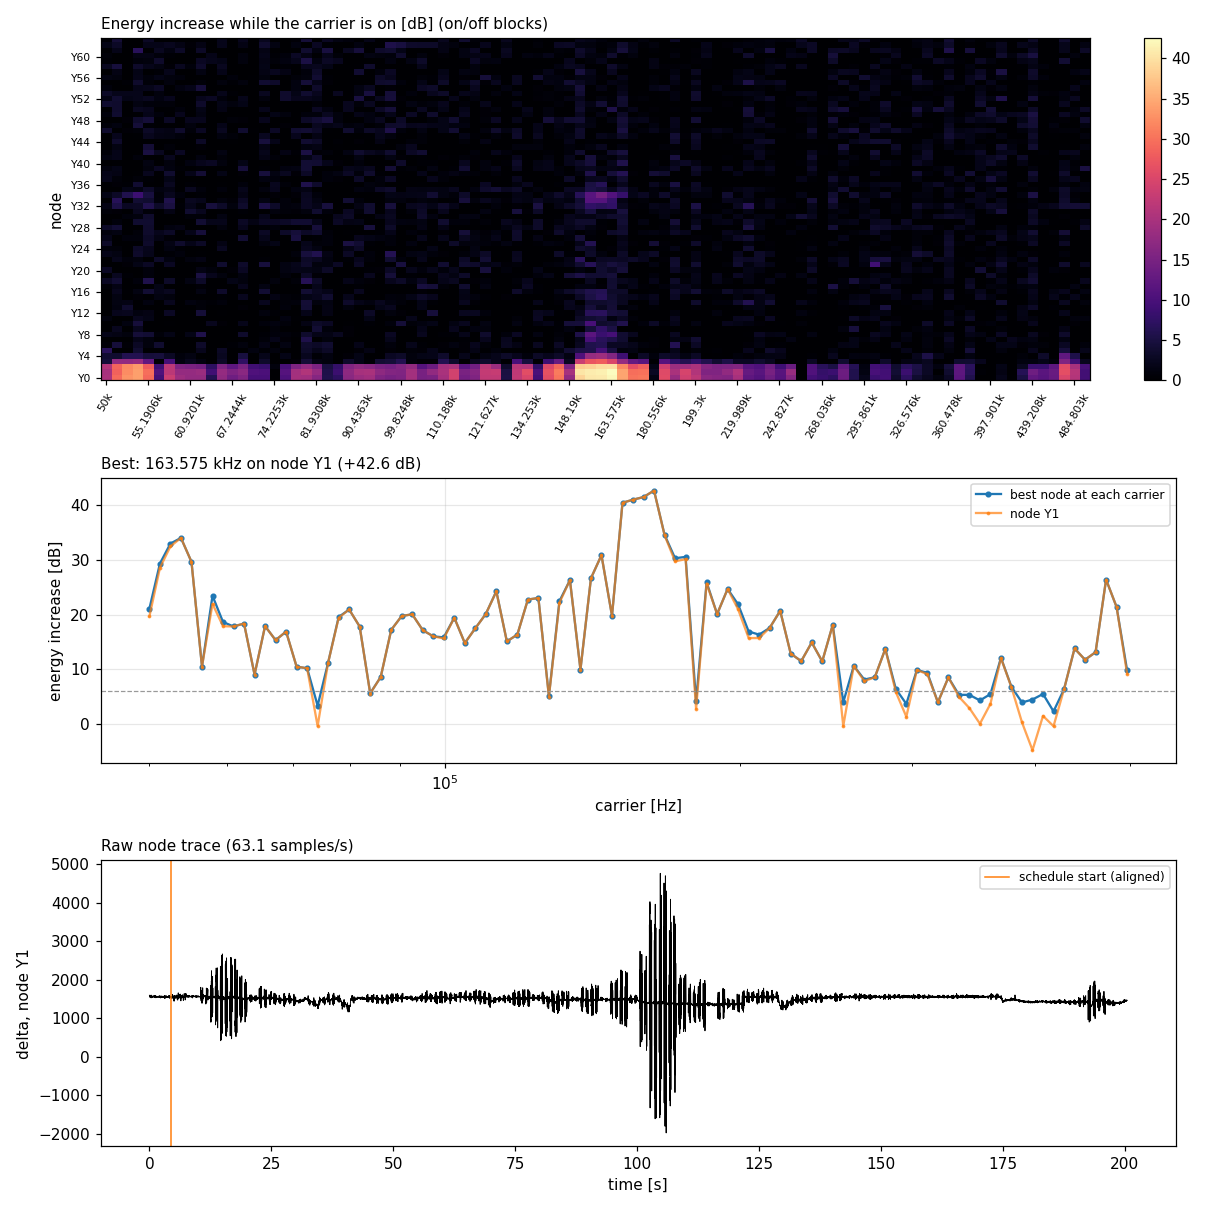 Energy increase while the carrier is on [dB] (on/off blocks)
node
Y60
Y56
Y52
Y48
Y44
Y40
Y36
Y32
Y28
Y24
Y20
Y16
Y12
Y8
Y4
Y0
50k
55.1906k
60.9201k
67.2444k
74.2253k
81.9308k
90.4363k
99.8248k
110.188k
121.627k
134.253k
148.19k
163.575k
180.556k
199.3k
219.989k
242.827k
268.036k
295.861k
326.576k
360.478k
397.901k
439.208k
484.803k
40
35
30
25
20
15
10
5
0
Best: 163.575 kHz on node Y1 (+42.6 dB)
energy increase [dB]
40
30
20
10
0
best node at each carrier
node Y1
10⁵
carrier [Hz]
Raw node trace (63.1 samples/s)
delta, node Y1
5000
4000
3000
2000
1000
0
−1000
−2000
schedule start (aligned)
0
25
50
75
100
125
150
175
200
time [s]